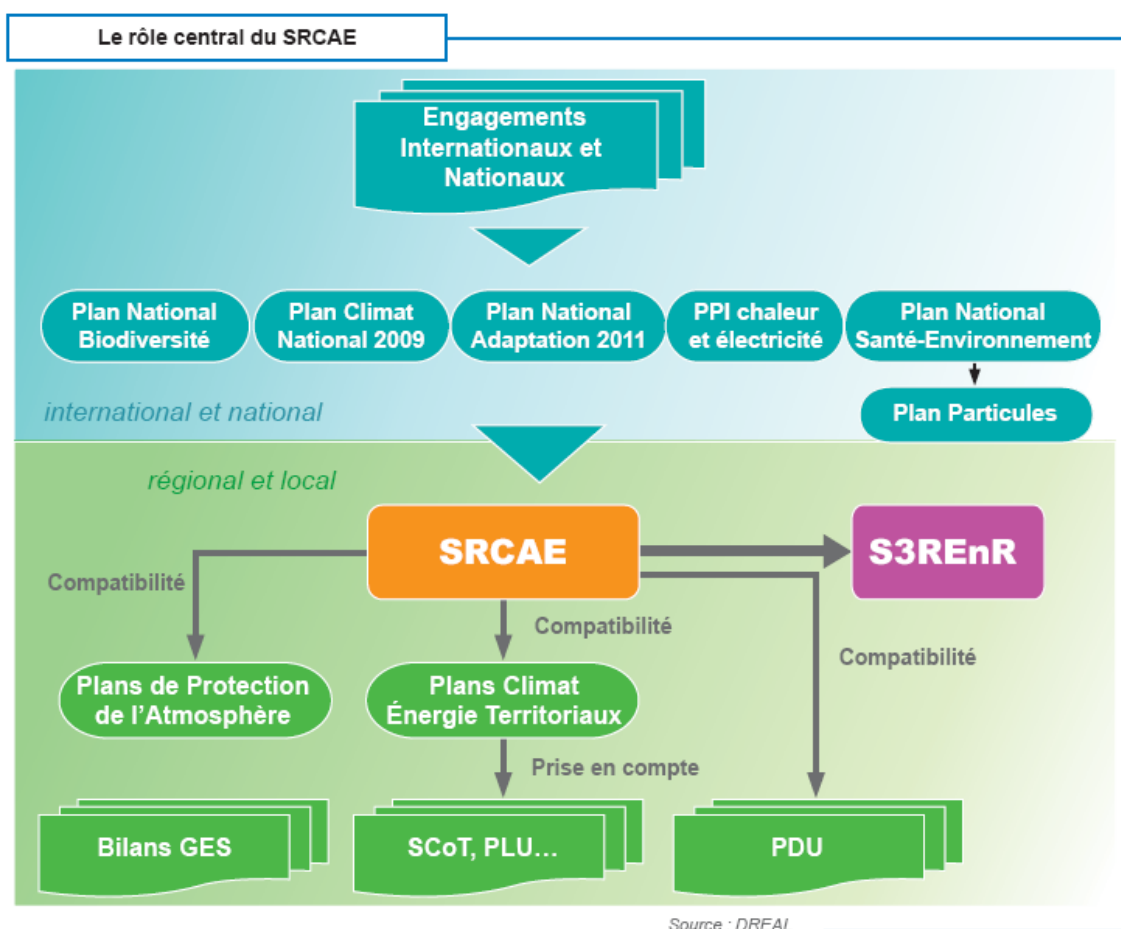 Le rôle central du SRCAE
Engagements
Internationaux et
Nationaux
Plan National
Biodiversité
Plan Climat
National 2009
Plan National
Adaptation 2011
PPI chaleur
et électricité
Plan National
Santé-Environnement
Plan Particules
international et national
régional et local
SRCAE
S3REnR
Compatibilité
Compatibilité
Compatibilité
Plans de Protection
de l'Atmosphère
Plans Climat
Énergie Territoriaux
Prise en compte
Bilans GES
SCoT, PLU...
PDU
Source : DREAL